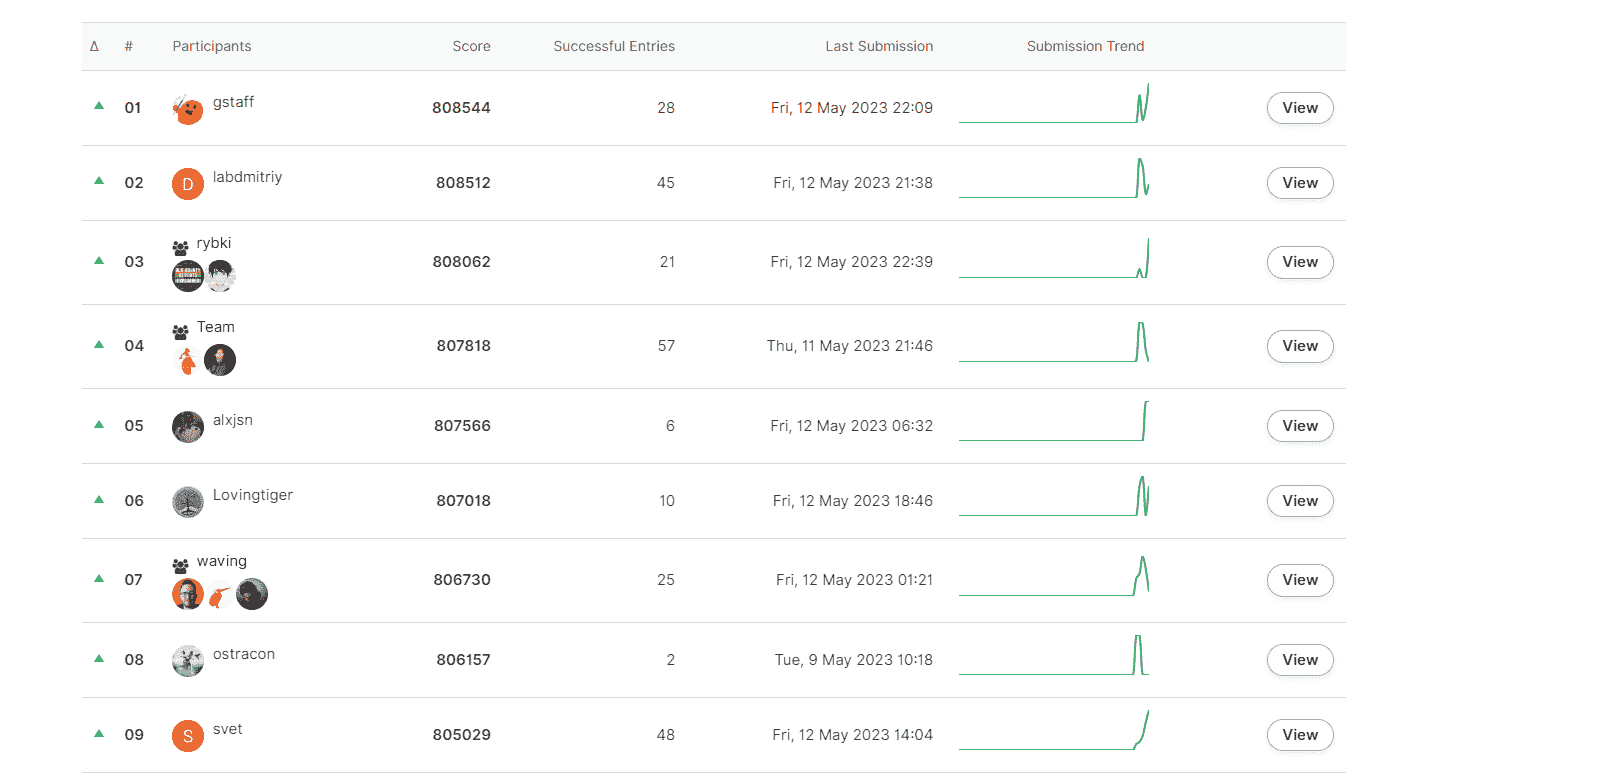 Δ # Participants Score Successful Entries Last Submission Submission Trend
01 gstaff 808544 28 Fri, 12 May 2023 22:09 View
02 D labdmitriy 808512 45 Fri, 12 May 2023 21:38 View
03 rybki 808062 21 Fri, 12 May 2023 22:39 View
04 Team 807818 57 Thu, 11 May 2023 21:46 View
05 alxjsn 807566 6 Fri, 12 May 2023 06:32 View
06 Lovingtiger 807018 10 Fri, 12 May 2023 18:46 View
07 waving 806730 25 Fri, 12 May 2023 01:21 View
08 ostracon 806157 2 Tue, 9 May 2023 10:18 View
09 S svet 805029 48 Fri, 12 May 2023 14:04 View